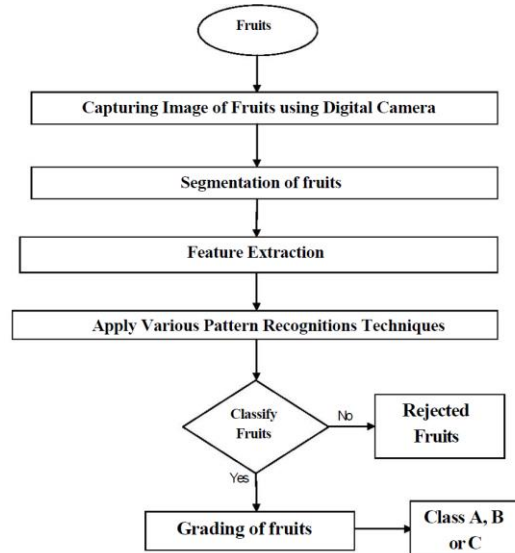 Fruits
Capturing Image of Fruits using Digital Camera
Segmentation of fruits
Feature Extraction
Apply Various Pattern Recognitions Techniques
Classify
Fruits
No
Rejected
Fruits
Yes
Grading of fruits
Class A, B
or C